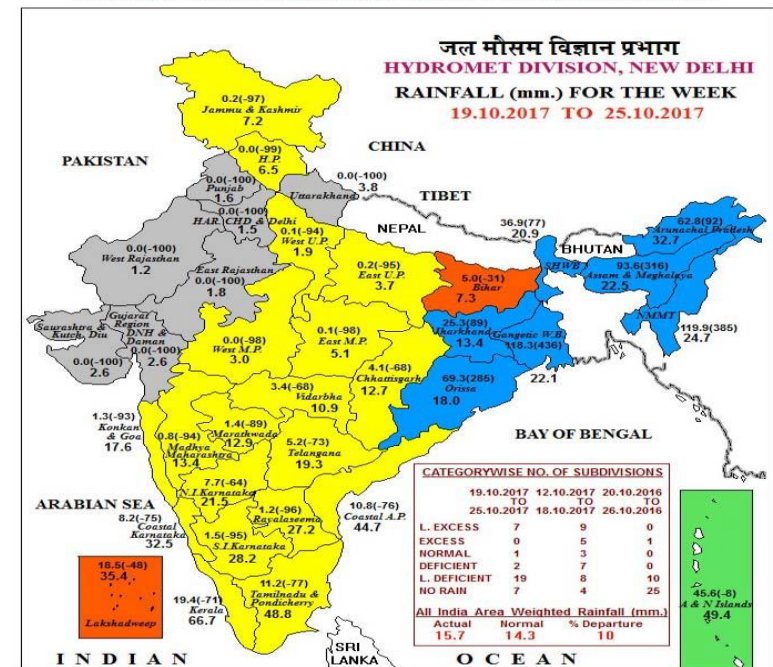 जल मौसम विज्ञान प्रभाग
HYDROMET DIVISION, NEW DELHI
RAINFALL (mm.) FOR THE WEEK
19.10.2017 TO 25.10.2017
0.2(-97)
Jammu & Kashmir
7.2
0.0(-99)
H.P.
6.5
CHINA
PAKISTAN
0.0(-100)
Punjab
1.6
0.0(-100)
Uttarakhand
3.8
TIBET
0.0(-100)
HAR. CHD & Delhi
1.5
0.1(-94)
West U.P.
1.9
NEPAL
36.9(77)
20.9
SHWB
BHUTAN
62.8(92)
Arunachal Pradesh
32.7
0.0(-100)
West Rajasthan
1.2
East Rajasthan
0.0(-100)
1.8
0.2(-95)
East U.P.
3.7
5.0(-31)
Bihar
7.3
93.6(316)
Assam & Meghalaya
22.5
NMMT
119.9(385)
24.7
Saurashtra &
Kutch, Diu
0.0(-100)
2.6
Gujarat
Region
DNH &
Daman
0.0(-100)
2.6
0.0(-98)
West M.P.
3.0
0.1(-98)
East M.P.
5.1
25.3(89)
Jharkhand
13.4
Gangetic W.B.
118.3(436)
22.1
4.1(-68)
Chhattisgarh
12.7
69.3(285)
Orissa
18.0
3.4(-68)
Vidarbha
10.9
1.3(-93)
Konkan
& Goa
17.6
0.8(-94)
Madhya
Maharashtra
13.4
1.4(-89)
Marathwada
12.9
5.2(-73)
Telangana
19.3
BAY OF BENGAL
ARABIAN SEA
7.7(-64)
N.I.Karnataka
21.5
8.2(-75)
Coastal
Karnataka
32.5
1.2(-96)
Rayalaseema
27.2
10.8(-76)
Coastal A.P.
44.7
1.5(-95)
S.I.Karnataka
28.2
18.5(-48)
35.4
Lakshadweep
19.4(-71)
Kerala
66.7
11.2(-77)
Tamilnadu &
Pondicherry
48.8
CATEGORYWISE NO. OF SUBDIVISIONS
19.10.2017 12.10.2017 20.10.2016
TO TO TO
25.10.2017 18.10.2017 26.10.2016
L. EXCESS 7 9 0
EXCESS 0 5 1
NORMAL 1 3 0
DEFICIENT 2 7 0
L. DEFICIENT 19 8 10
NO RAIN 7 4 25
All India Area Weighted Rainfall (mm.)
Actual Normal % Departure
15.7 14.3 10
45.6(-8)
A & N Islands
49.4
SRI
LANKA
INDIAN OCEAN